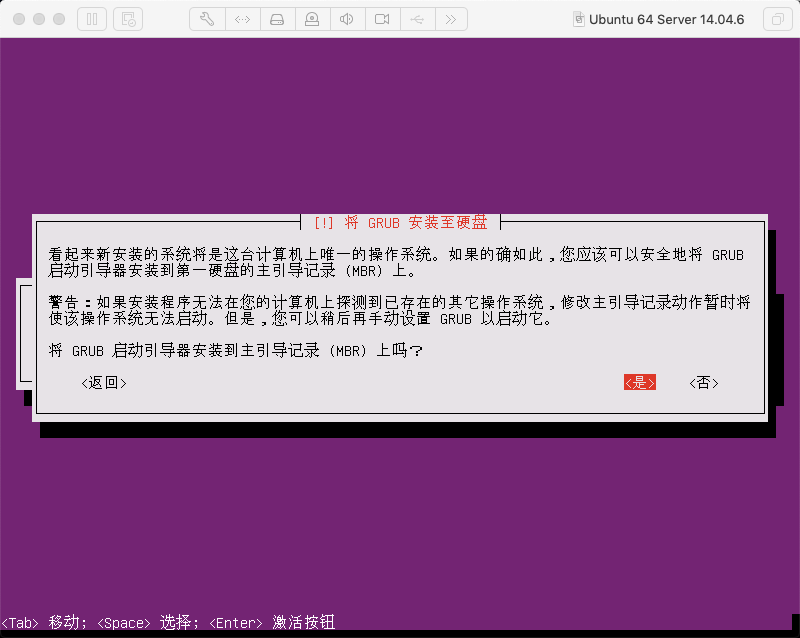 Ubuntu 64 Server 14.04.6
[!] 将 GRUB 安装至硬盘
看起来新安装的系统将是这台计算机上唯一的操作系统。如果的确如此,您应该可以安全地将 GRUB
启动引导器安装到第一硬盘的主引导记录 (MBR) 上。
警告：如果安装程序无法在您的计算机上探测到已存在的其它操作系统,修改主引导记录动作暂时将
使该操作系统无法启动。但是,您可以稍后再手动设置 GRUB 以启动它。
将 GRUB 启动引导器安装到主引导记录 (MBR) 上吗？
<返回> <是> <否>
<Tab> 移动; <Space> 选择; <Enter> 激活按钮